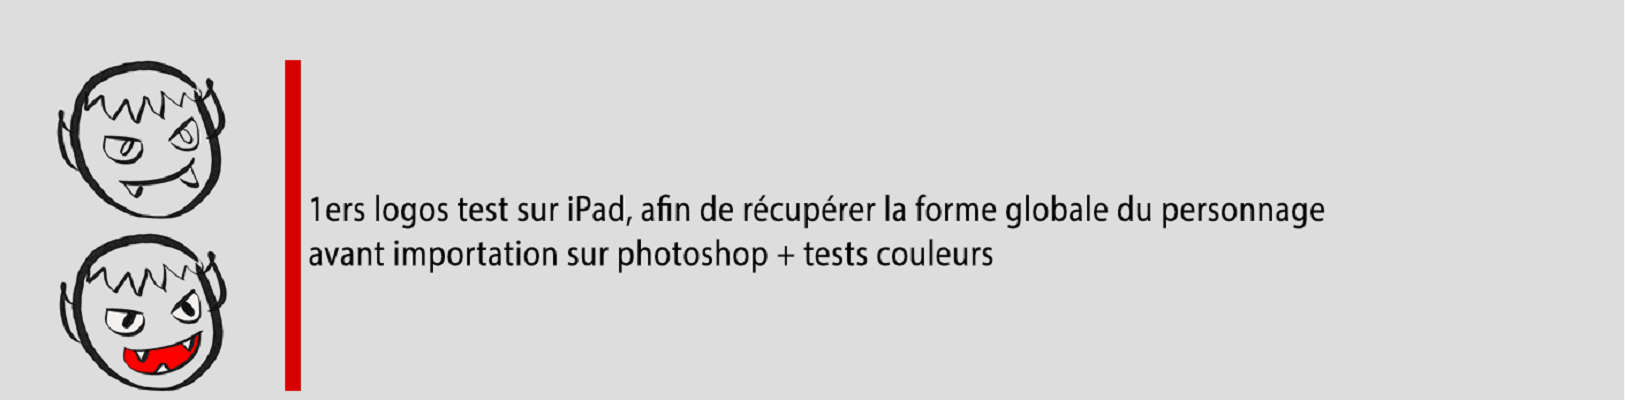 1ers logos test sur iPad, afin de récupérer la forme globale du personnage
avant importation sur photoshop + tests couleurs